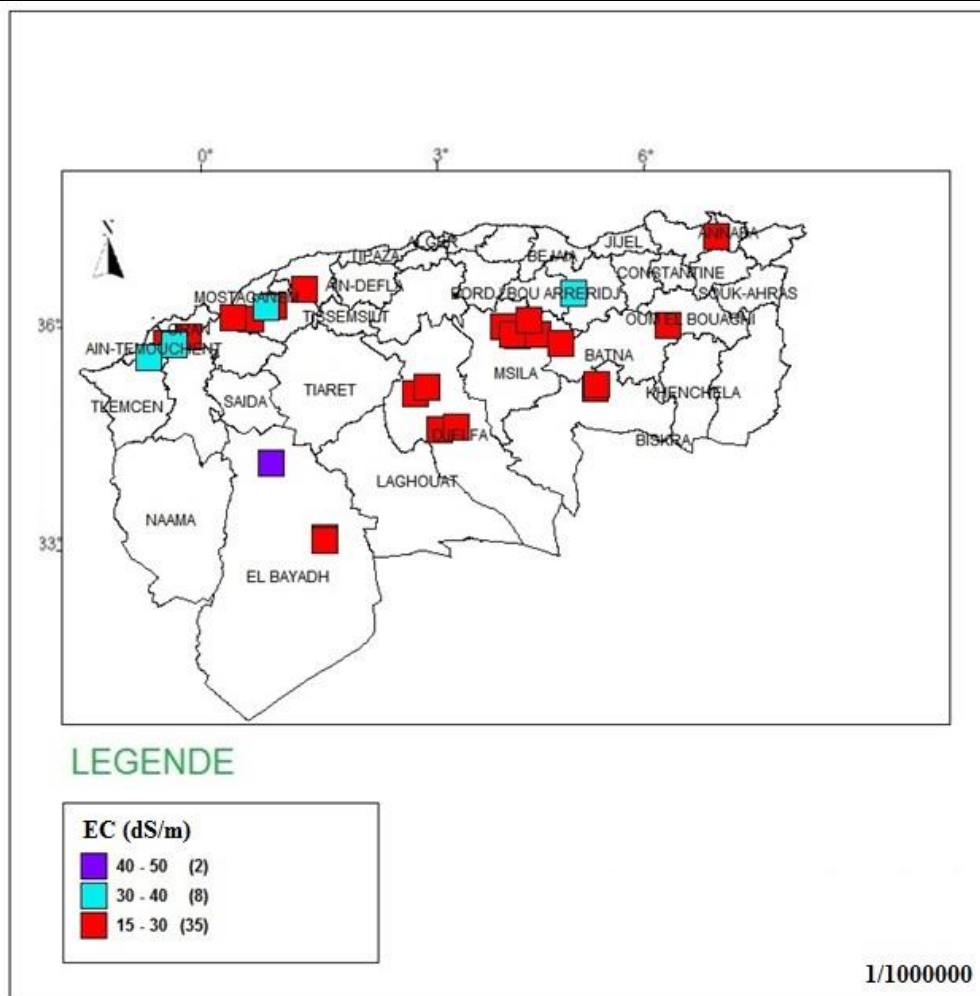 0° 3° 6°
N
ALGER JIJEL ANNABA
TIPAZA BEJAIA
CONSTANTINE
MOSTAGANEM AIN-DEFLA BORDJ BOU ARRERIDJ SOUK-AHRAS
TISSEMSILT OUM EL BOUAGHI
36°
ORAN
AIN-TEMOUCHENT BATNA
MSILA
TIARET KHENCHELA
TLEMCEN SAIDA
DJELFA BISKRA
LAGHOUAT
NAAMA
33°
EL BAYADH
LEGENDE
EC (dS/m)
40 - 50 (2)
30 - 40 (8)
15 - 30 (35)
1/1000000